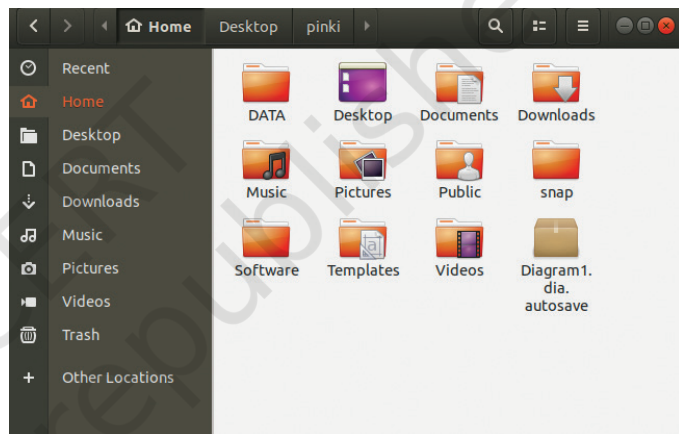 Home Desktop pinki
Recent
Home
Desktop
Documents
Downloads
Music
Pictures
Videos
Trash
+ Other Locations
DATA Desktop Documents Downloads
Music Pictures Public snap
Software Templates Videos Diagram1.
dia.
autosave